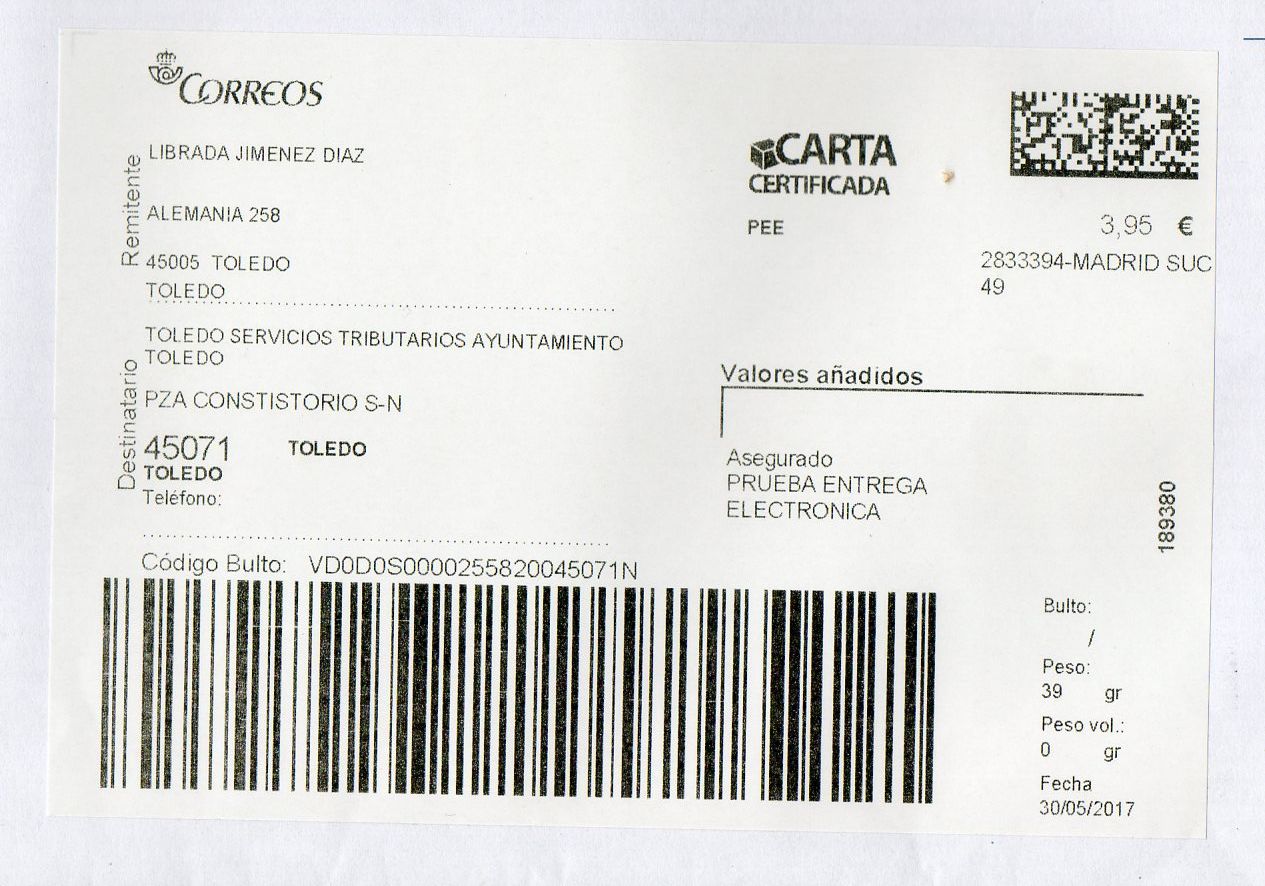 CORREOS
Remitente
LIBRADA JIMENEZ DIAZ
ALEMANIA 258
45005 TOLEDO
TOLEDO
Destinatario
TOLEDO SERVICIOS TRIBUTARIOS AYUNTAMIENTO
TOLEDO
PZA CONSTISTORIO S-N
45071 TOLEDO
TOLEDO
Teléfono:
Código Bulto: VD0D0S0000255820045071N
CARTA
CERTIFICADA
PEE
3,95 €
2833394-MADRID SUC
49
Valores añadidos
Asegurado
PRUEBA ENTREGA
ELECTRONICA
189380
Bulto:
/
Peso:
39 gr
Peso vol.:
0 gr
Fecha
30/05/2017